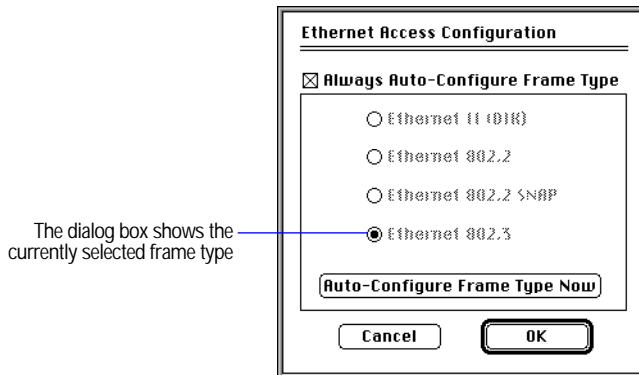 Ethernet Access Configuration
Always Auto-Configure Frame Type
Ethernet II (DIX)
Ethernet 802.2
Ethernet 802.2 SNAP
The dialog box shows the
currently selected frame type
Ethernet 802.3
Auto-Configure Frame Type Now
Cancel
OK